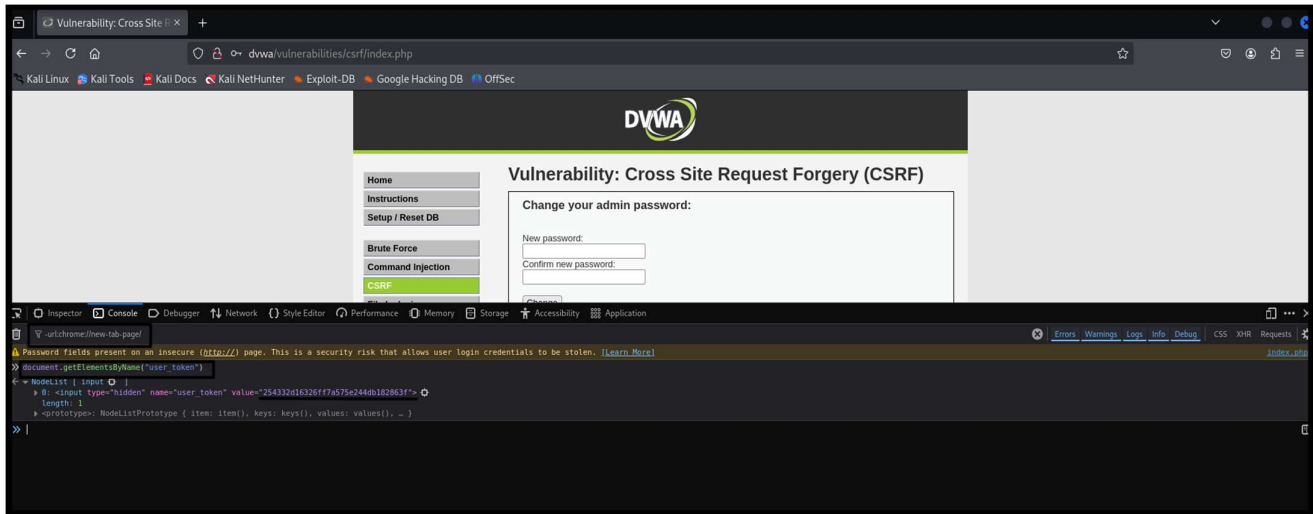 Vulnerability: Cross Site R
dvwa/vulnerabilities/csrf/index.php
Kali Linux Kali Tools Kali Docs Kali NetHunter Exploit-DB Google Hacking DB OffSec
DVWA
Home
Instructions
Setup / Reset DB
Brute Force
Command Injection
CSRF
Vulnerability: Cross Site Request Forgery (CSRF)
Change your admin password:
New password:
Confirm new password:
Change
Inspector Console Debugger Network Style Editor Performance Memory Storage Accessibility Application
-url:chrome://new-tab-page/
Errors Warnings Logs Info Debug CSS XHR Requests
Password fields present on an insecure (http://) page. This is a security risk that allows user login credentials to be stolen. [Learn More]
index.php
» document.getElementsByName("user_token")
← ▾ NodeList [ input ]
▸ 0: <input type="hidden" name="user_token" value="254332d16326ff7a575e244db182863f">
length: 1
▸ <prototype>: NodeListPrototype { item: item(), keys: keys(), values: values(), … }
»